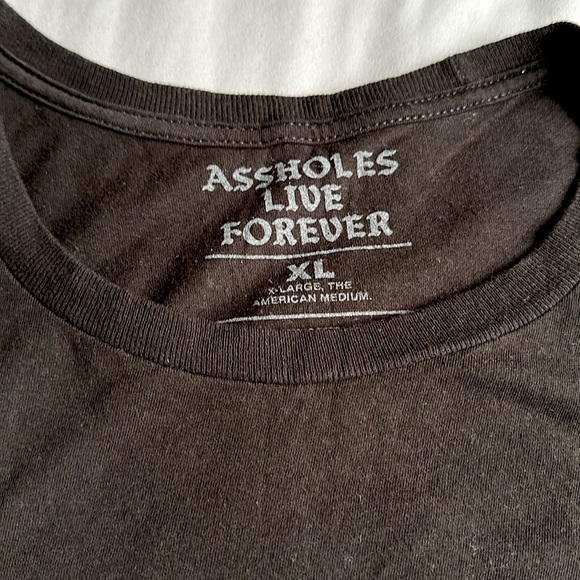 ASSHOLES
LIVE
FOREVER
XL
X-LARGE, THE
AMERICAN MEDIUM.